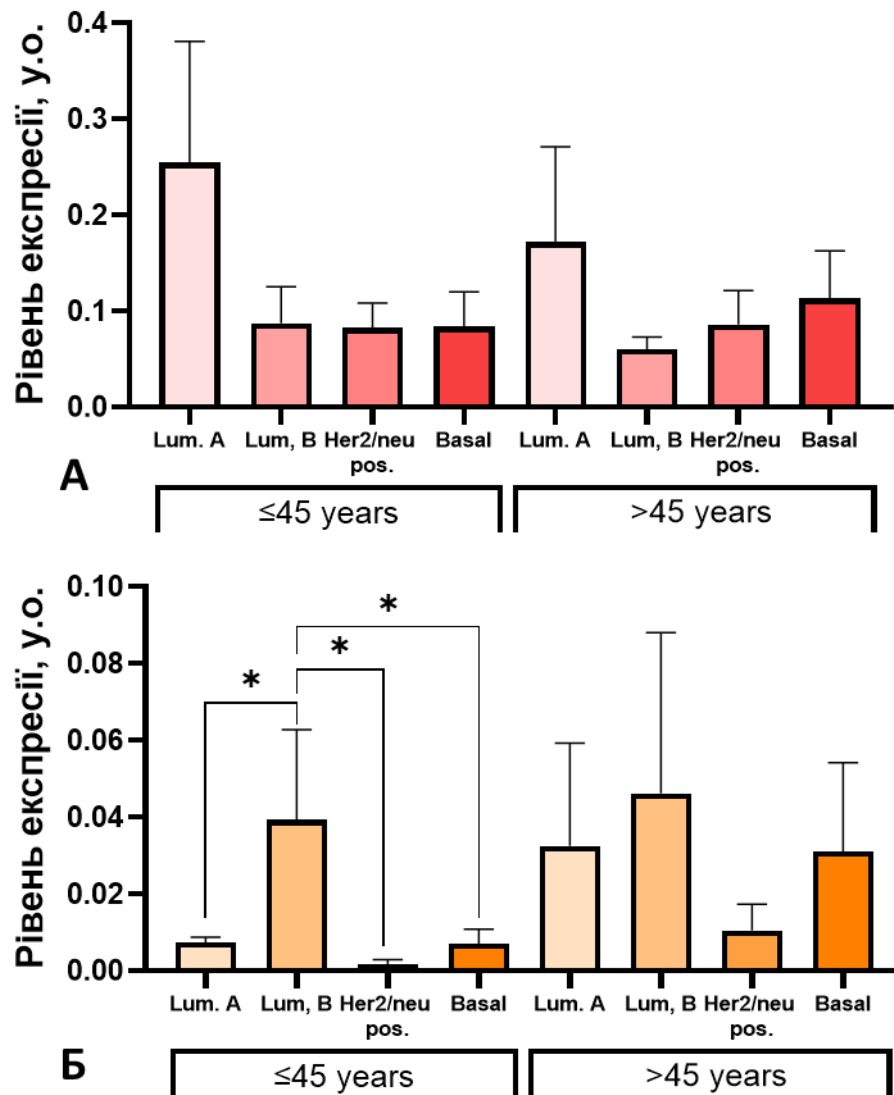 Рівень експресії, у.о.
0.4
0.3
0.2
0.1
0.0
Lum. A Lum, B Her2/neu pos. Basal Lum. A Lum, B Her2/neu pos. Basal
А
≤45 years >45 years
Рівень експресії, у.о.
0.10
0.08
0.06
0.04
0.02
0.00
* * *
Lum. A Lum, B Her2/neu pos. Basal Lum. A Lum, B Her2/neu pos. Basal
Б
≤45 years >45 years